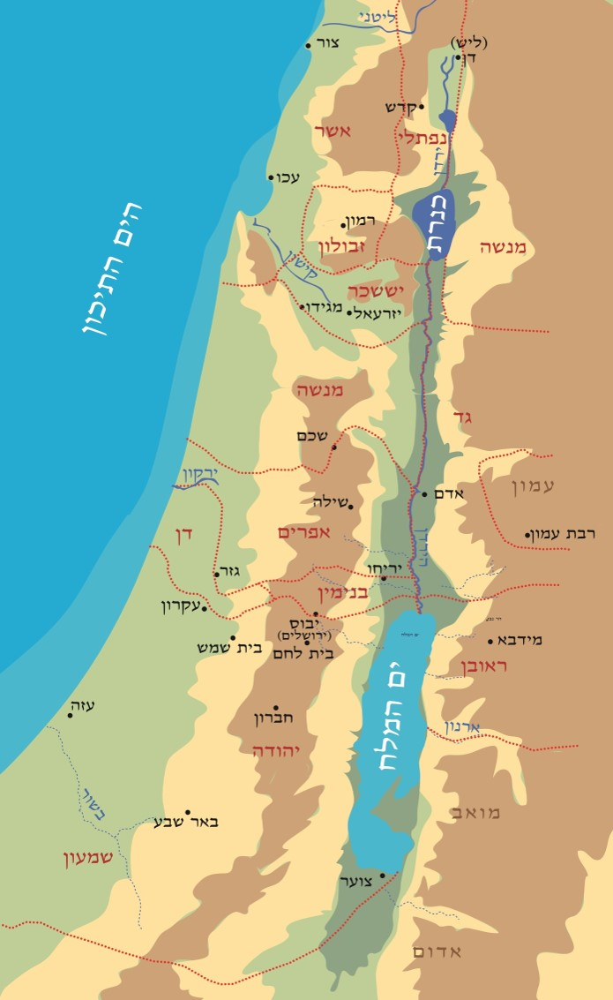 ליטני
צור
(ליש)
דן
קדש
אשר
נפתלי
ירדן
עכו
כנרת
רמון
זבולון
מנשה
הים התיכון
קישון
יששכר
מגידו
יזרעאל
מנשה
גד
שכם
ירקון
עמון
אדם
שילה
דן
אפרים
רבת עמון
הירדן
גזר
יריחו
בנימין
עקרון
יבוס
(ירושלים)
מידבא
בית שמש
בית לחם
ראובן
ים המלח
עזה
חברון
ארנון
יהודה
בשור
באר שבע
מואב
שמעון
צוער
אדום